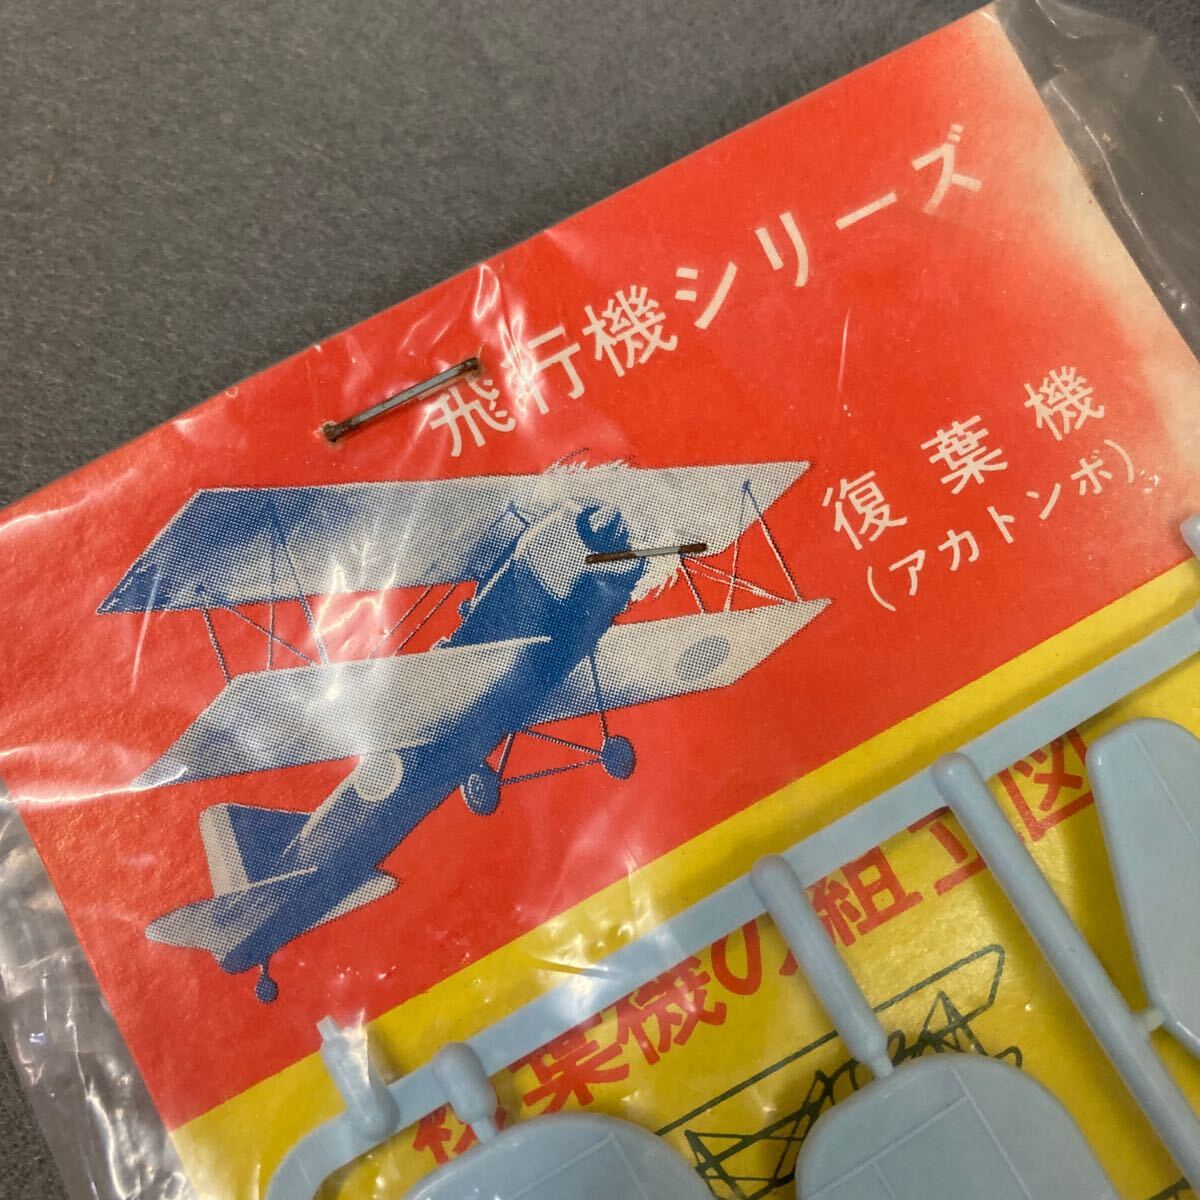 飛行機シリーズ
復葉機
(アカトンボ)
復葉機の組立図